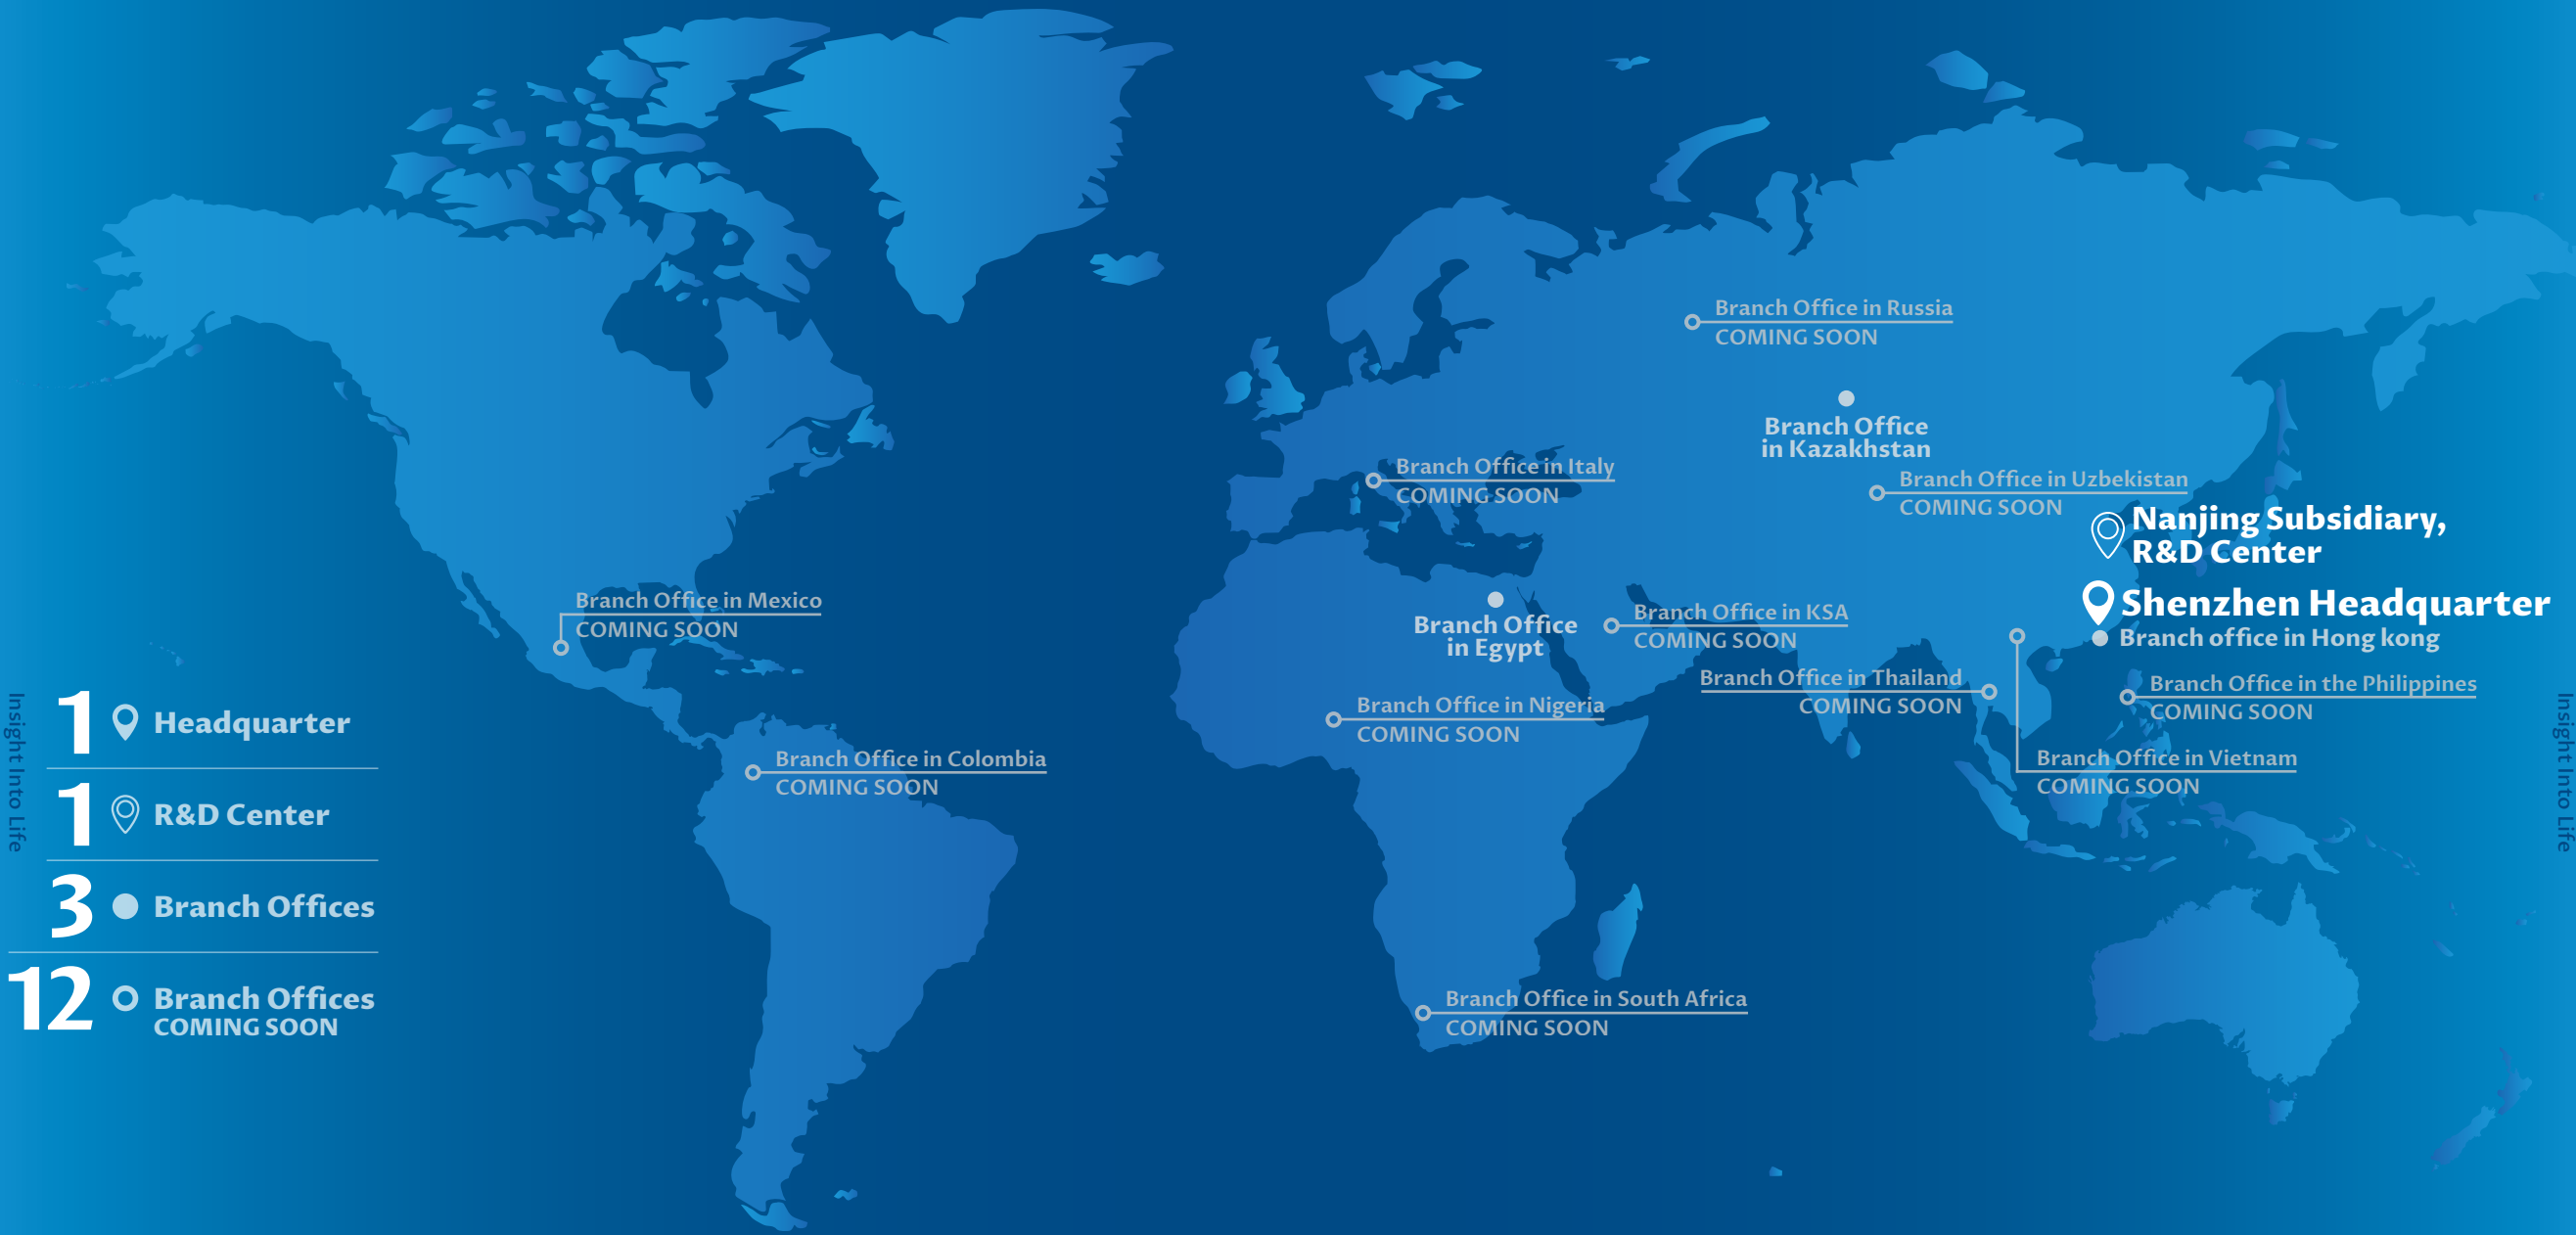 Branch Office in Russia
COMING SOON
Branch Office
in Kazakhstan
Branch Office in Italy
COMING SOON
Branch Office in Uzbekistan
COMING SOON
Nanjing Subsidiary,
R&D Center
Shenzhen Headquarter
Branch office in Hong kong
Branch Office in Mexico
COMING SOON
Branch Office
in Egypt
Branch Office in KSA
COMING SOON
Branch Office in Thailand
COMING SOON
Branch Office in the Philippines
COMING SOON
Branch Office in Nigeria
COMING SOON
Branch Office in Vietnam
COMING SOON
Branch Office in Colombia
COMING SOON
Branch Office in South Africa
COMING SOON
1 Headquarter
1 R&D Center
3 Branch Offices
12 Branch Offices
COMING SOON
Insight Into Life
Insight Into Life